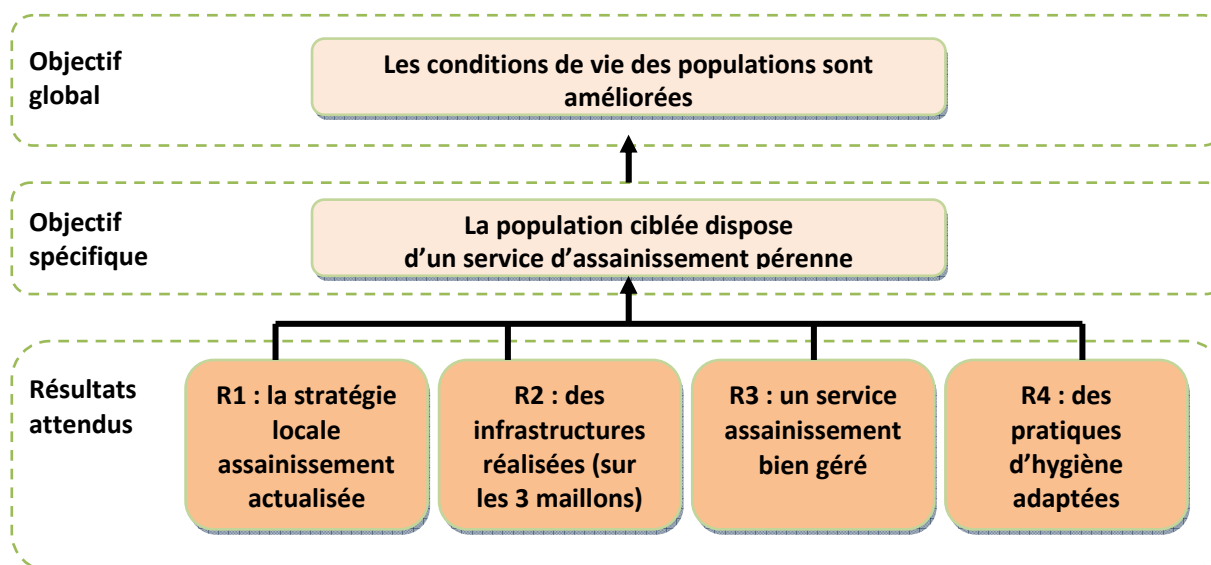 Objectif
global
Les conditions de vie des populations sont
améliorées
Objectif
spécifique
La population ciblée dispose
d’un service d’assainissement pérenne
Résultats
attendus
R1 : la stratégie
locale
assainissement
actualisée
R2 : des
infrastructures
réalisées (sur
les 3 maillons)
R3 : un service
assainissement
bien géré
R4 : des
pratiques
d’hygiène
adaptées